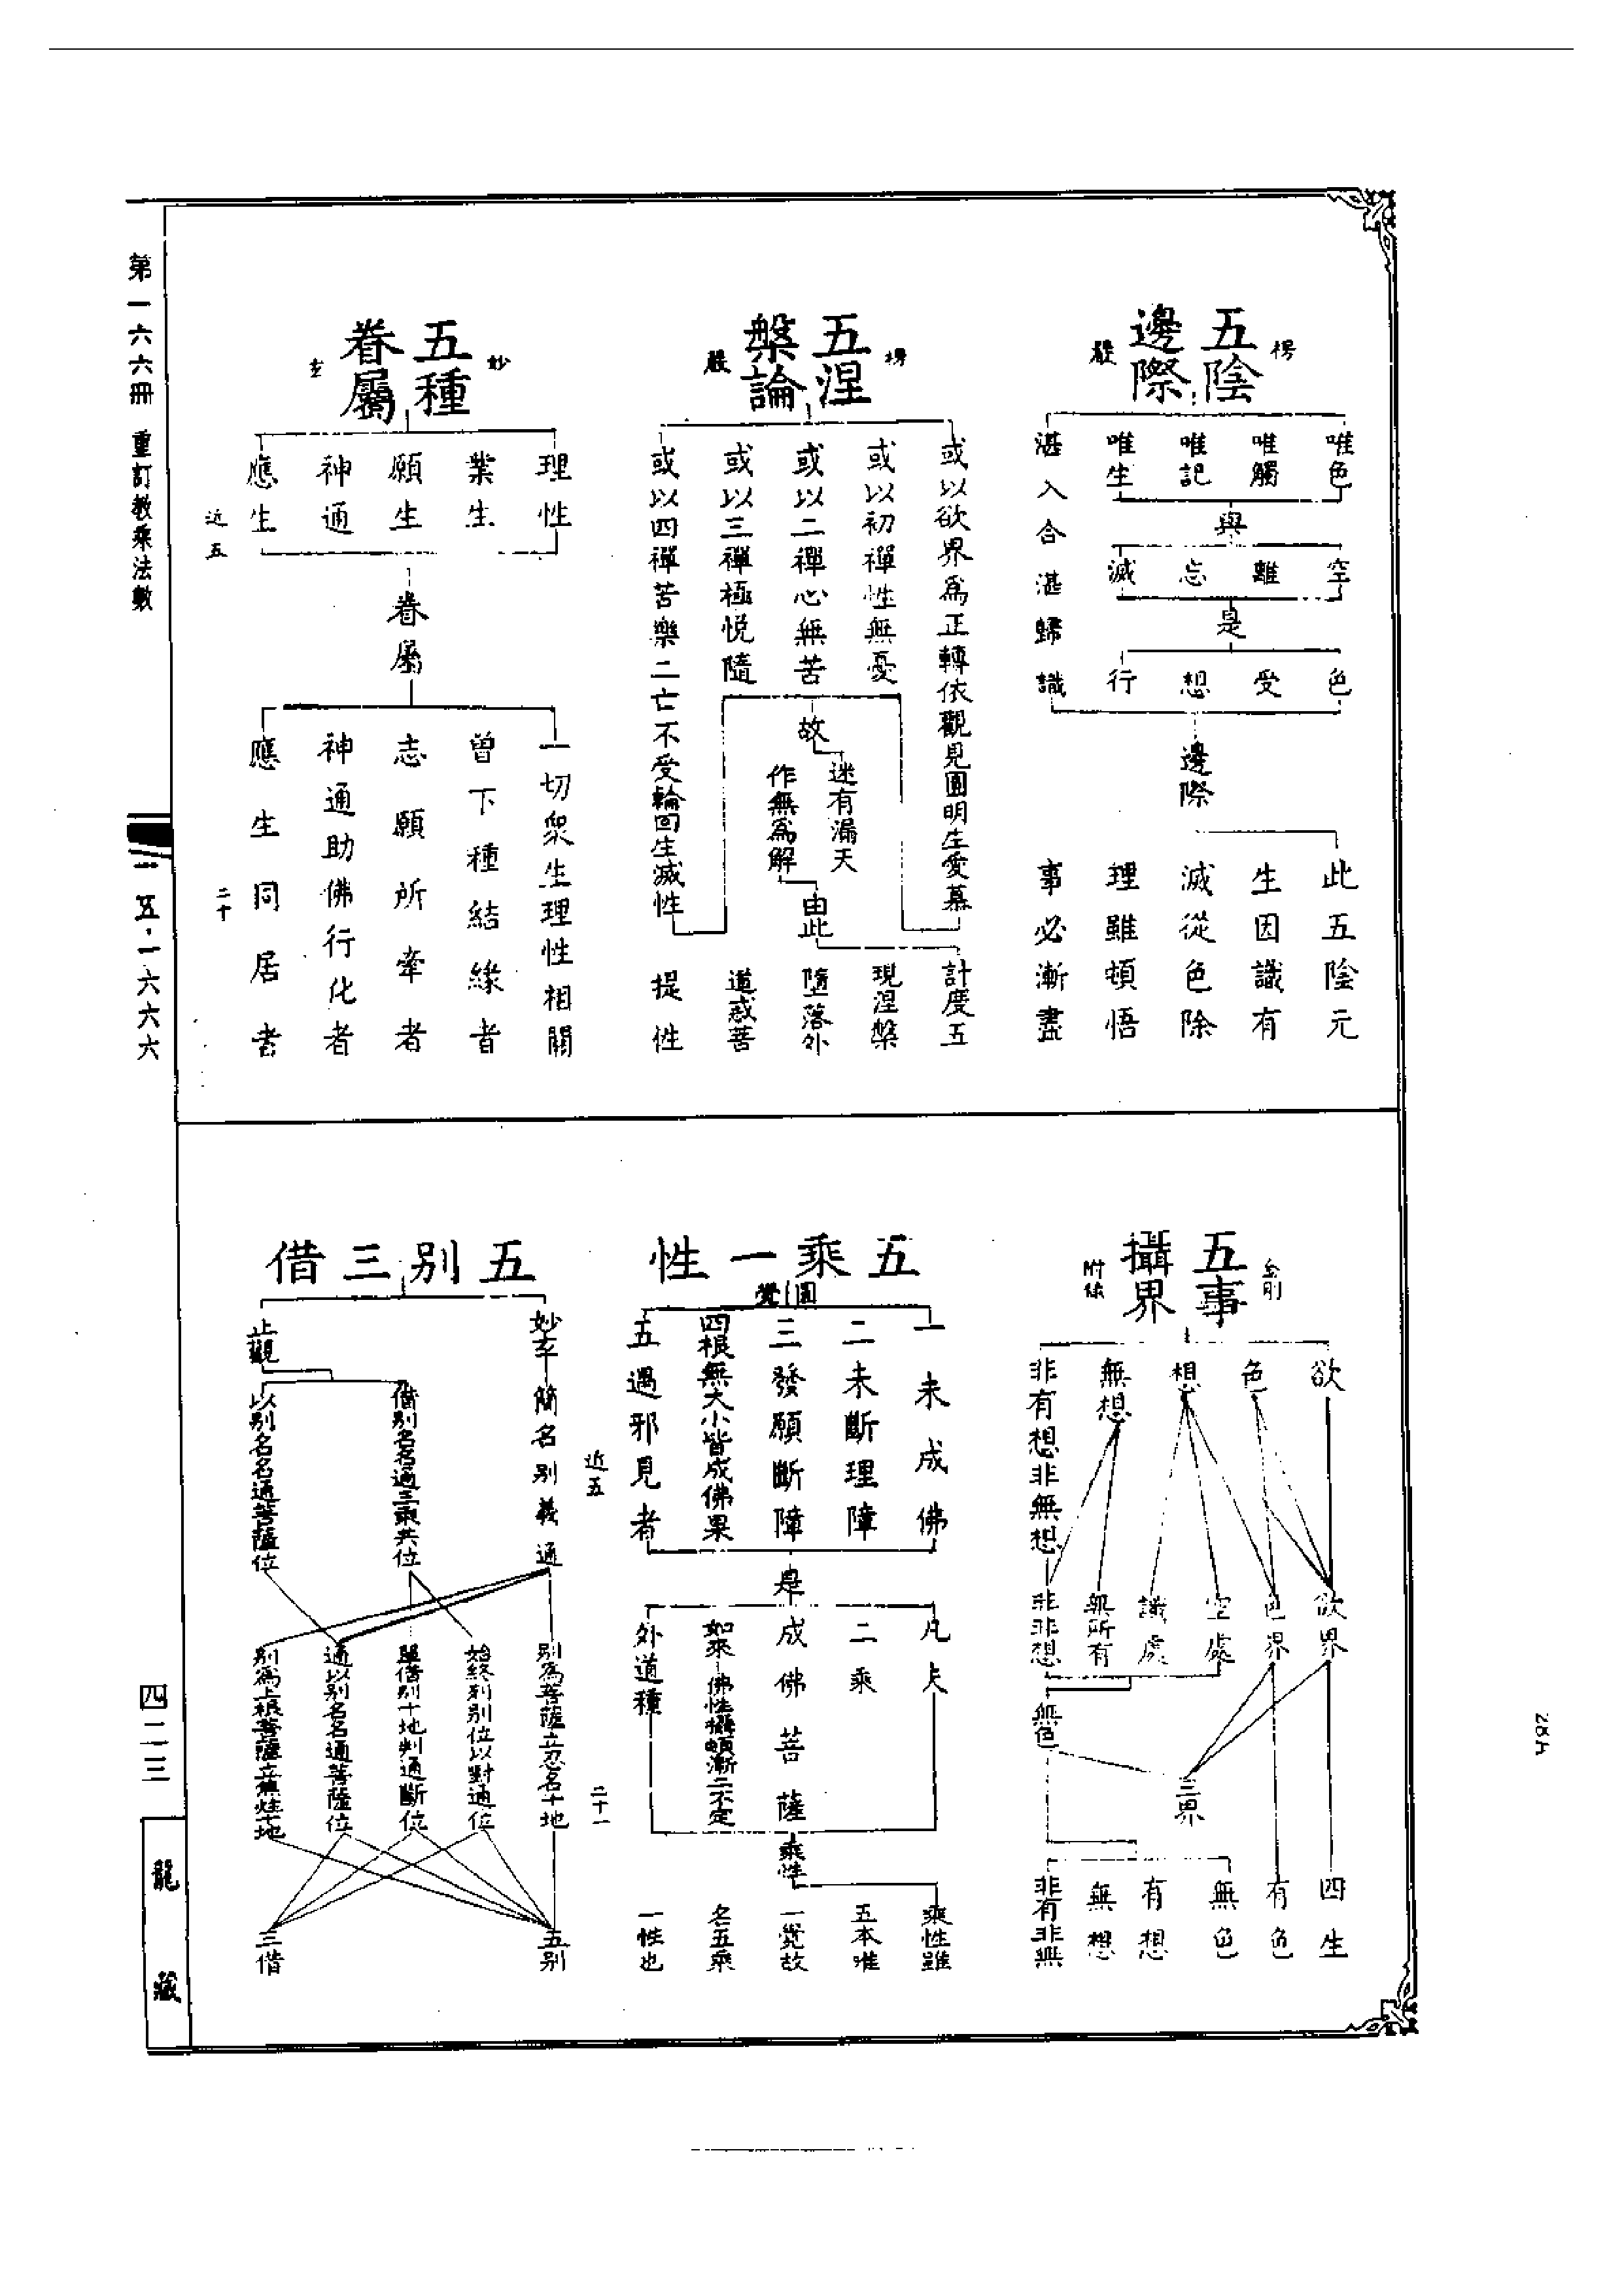 五陰
邊際
楞
嚴
唯色
唯觸
唯記
唯生
湛入合湛歸識
與
空
離
忘
滅
是
色
受
想
行
邊際
此五陰元
生因識有
滅從色除
理雖頓悟
事必漸盡
五涅
槃論
楞
嚴
或以欲界爲正轉依觀見圓明生愛慕
或以初禪性無憂
或以二禪心無苦
或以三禪極悅隨
或以四禪苦樂二亡不受輪回生滅性
故
迷有漏天
作無爲解
由此
計度五
現涅槃
墮落外
道惑菩
提性
五種
眷屬
妙
玄
理性
業生
願生
神通
應生
眷屬
一切衆生理性相關
曾下種結緣者
志願所牽者
神通助佛行化者
應生同居者
近五
二十
五事
攝界
金剛
附錄
欲
色
想
無想
非有想非無想
欲界
色界
空處
識處
無所有
非非想
無色
三界
四生
有色
無色
有想
無想
非有非無
五乘一性
圓覺
一未成佛
二未斷理障
三發願斷障
四根無大小皆成佛果
五遇邪見者
是
凡夫
二乘
成佛菩薩
如來佛性攝頓漸二不定
外道種
乘性
乘性雖
五本唯
一覺故
名五乘
一性也
近五
二十一
五別三借
妙玄
簡名別義通
止觀
借別名名通三乘共位
以別名名通菩薩位
別爲菩薩立忍名十地
始終列別位以對通位
單借別十地判通斷位
通以別名名通菩薩位
別爲上根菩薩立焦炷十地
五別
三借
第一六六冊 重訂教乘法數
一五·一六六六
四二三
龍藏